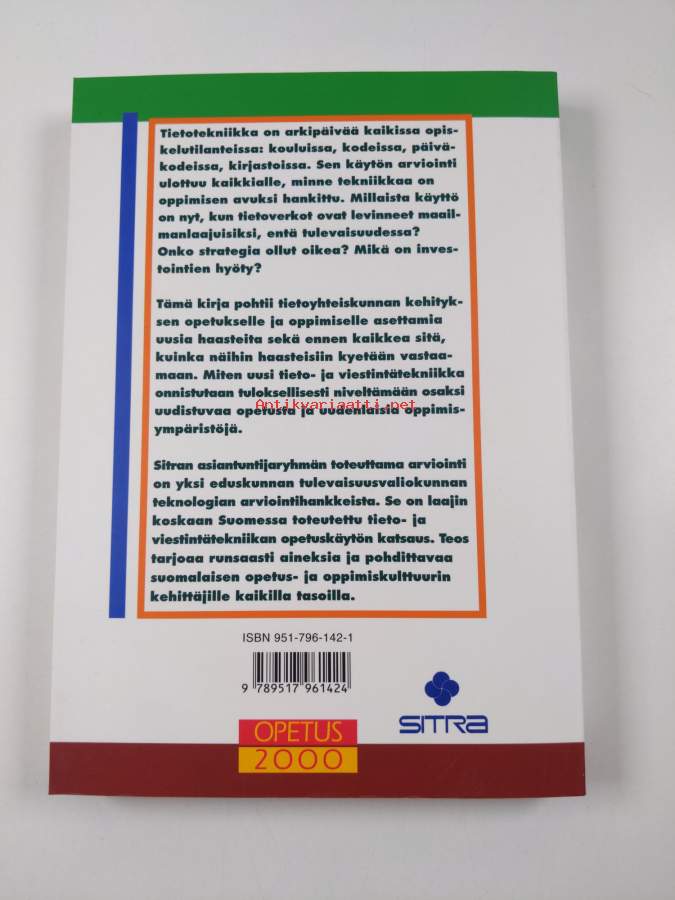 Tietotekniikka on arkipäivää kaikissa opis-
kelutilanteissa: kouluissa, kodeissa, päivä-
kodeissa, kirjastoissa. Sen käytön arviointi
ulottuu kaikkialle, minne tekniikkaa on
oppimisen avuksi hankittu. Millaista käyttö
on nyt, kun tietoverkot ovat levinneet maail-
manlaajuisiksi, entä tulevaisuudessa?
Onko strategia ollut oikea? Mikä on inves-
tointien hyöty?
Tämä kirja pohtii tietoyhteiskunnan kehityk-
sen opetukselle ja oppimiselle asettamia
uusia haasteita sekä ennen kaikkea sitä,
kuinka näihin haasteisiin kyetään vastaa-
maan. Miten uusi tieto- ja viestintätekniikka
onnistutaan tuloksellisesti niveltämään osaksi
Antikvariaatti.net
uudistuvaa opetusta ja uudenlaisia oppimis-
ympäristöjä.
Sitran asiantuntijaryhmän toteuttama arviointi
on yksi eduskunnan tulevaisuusvaliokunnan
teknologian arviointihankkeista. Se on laajin
koskaan Suomessa toteutettu tieto- ja
viestintätekniikan opetuskäytön katsaus. Teos
tarjoaa runsaasti aineksia ja pohdittavaa
suomalaisen opetus- ja oppimiskulttuurin
kehittäjille kaikilla tasoilla.
ISBN 951-796-142-1
9 789517 961424
OPETUS
2000
SITRA